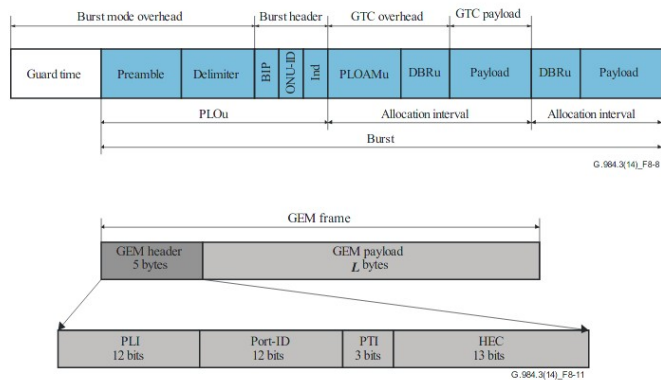 Burst mode overhead Burst header GTC overhead GTC payload
Guard time Preamble Delimiter BIP ONU-ID Ind PLOAMu DBRu Payload DBRu Payload
PLOu Allocation interval Allocation interval
Burst
G.984.3(14)_F8-8
GEM frame
GEM header GEM payload
5 bytes L bytes
PLI Port-ID PTI HEC
12 bits 12 bits 3 bits 13 bits
G.984.3(14)_F8-11